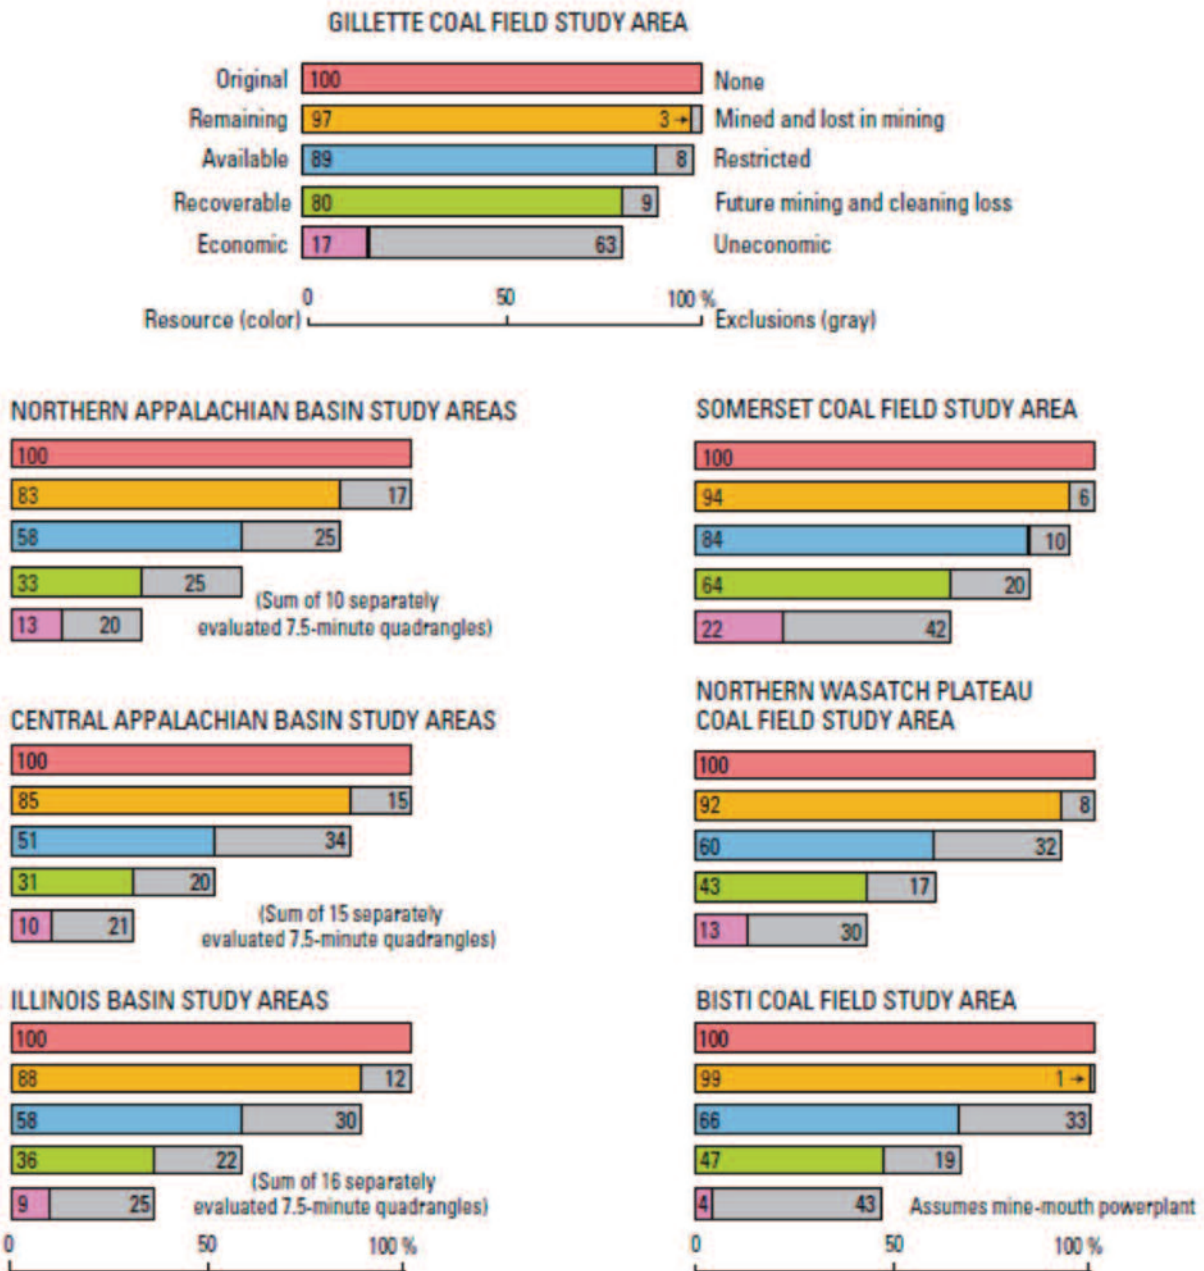 GILLETTE COAL FIELD STUDY AREA
Original 100 None
Remaining 97 3→ Mined and lost in mining
Available 89 8 Restricted
Recoverable 80 9 Future mining and cleaning loss
Economic 17 63 Uneconomic
0 50 100 %
Resource (color) Exclusions (gray)
NORTHERN APPALACHIAN BASIN STUDY AREAS
100
83 17
58 25
33 25
13 20
(Sum of 10 separately
evaluated 7.5-minute quadrangles)
SOMERSET COAL FIELD STUDY AREA
100
94 6
84 10
64 20
22 42
CENTRAL APPALACHIAN BASIN STUDY AREAS
100
85 15
51 34
31 20
10 21
(Sum of 15 separately
evaluated 7.5-minute quadrangles)
NORTHERN WASATCH PLATEAU
COAL FIELD STUDY AREA
100
92 8
60 32
43 17
13 30
ILLINOIS BASIN STUDY AREAS
100
88 12
58 30
36 22
9 25
(Sum of 16 separately
evaluated 7.5-minute quadrangles)
0 50 100 %
BISTI COAL FIELD STUDY AREA
100
99 1→
66 33
47 19
4 43 Assumes mine-mouth powerplant
0 50 100 %